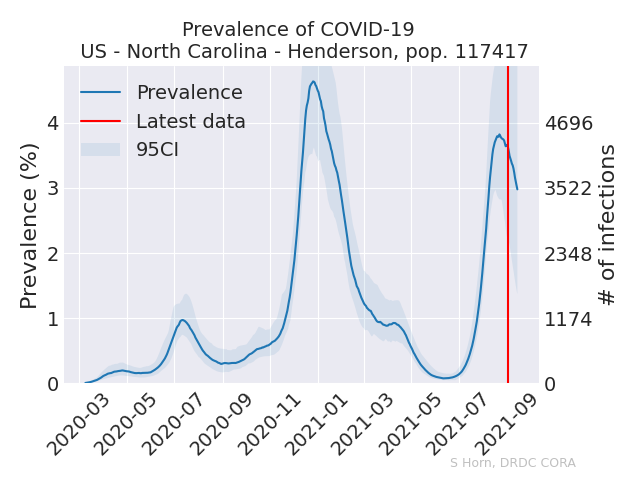 Prevalence of COVID-19
US - North Carolina - Henderson, pop. 117417
Prevalence
Latest data
95CI
Prevalence (%)
4
3
2
1
0
4696
3522
2348
1174
0
# of infections
2020-03
2020-05
2020-07
2020-09
2020-11
2021-01
2021-03
2021-05
2021-07
2021-09
S Horn, DRDC CORA